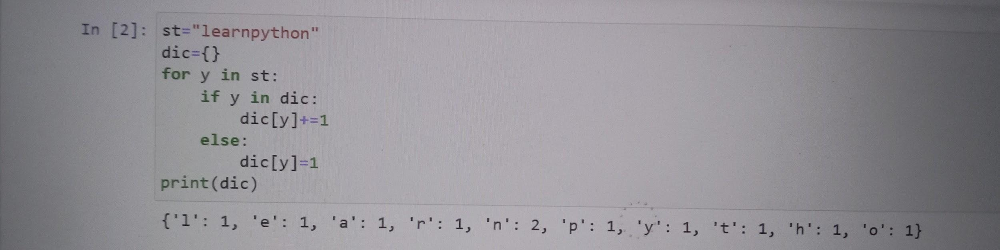 In [2]: st="learnpython"
dic={}
for y in st:
    if y in dic:
        dic[y]+=1
    else:
        dic[y]=1
print(dic)
{'l': 1, 'e': 1, 'a': 1, 'r': 1, 'n': 2, 'p': 1, 'y': 1, 't': 1, 'h': 1, 'o': 1}